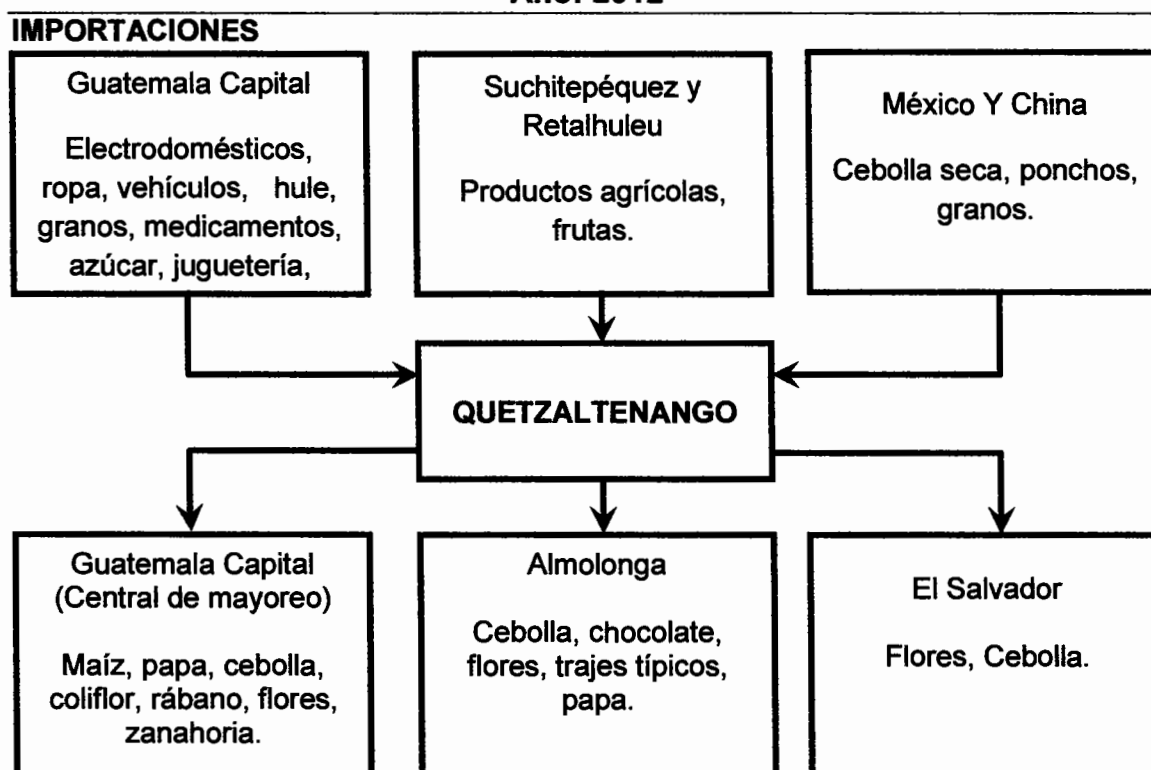 IMPORTACIONES
Guatemala Capital
Electrodomésticos,
ropa, vehículos, hule,
granos, medicamentos,
azúcar, juguetería,
Suchitepéquez y
Retalhuleu
Productos agrícolas,
frutas.
México Y China
Cebolla seca, ponchos,
granos.
QUETZALTENANGO
Guatemala Capital
(Central de mayoreo)
Maíz, papa, cebolla,
coliflor, rábano, flores,
zanahoria.
Almolonga
Cebolla, chocolate,
flores, trajes típicos,
papa.
El Salvador
Flores, Cebolla.